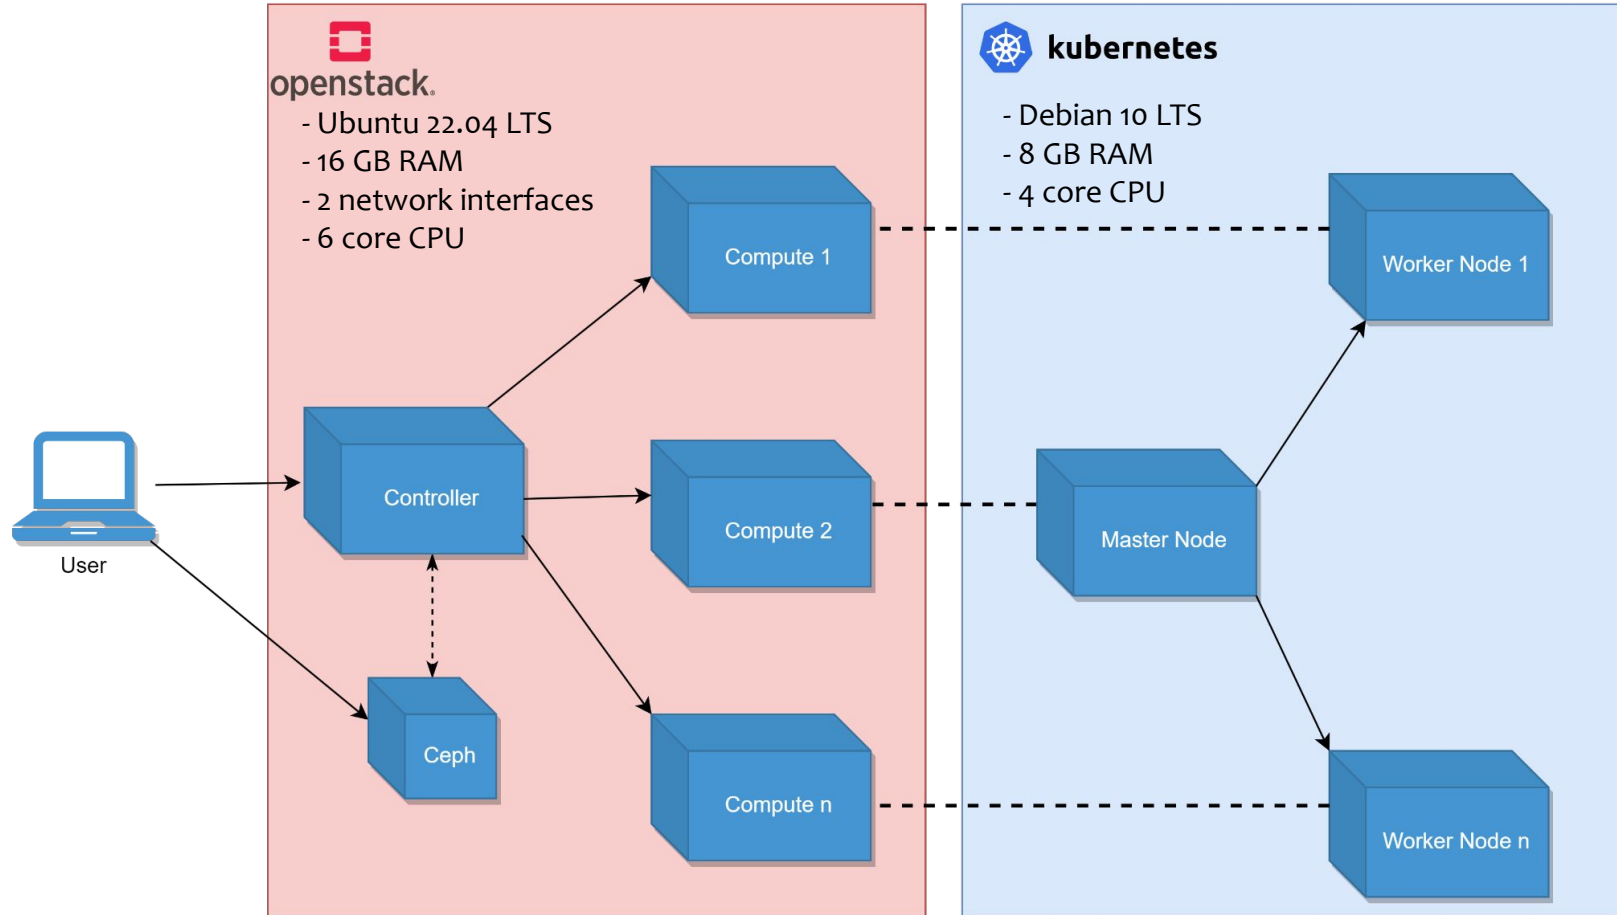 openstack.
- Ubuntu 22.04 LTS
- 16 GB RAM
- 2 network interfaces
- 6 core CPU
Compute 1
Controller
Compute 2
User
Ceph
Compute n
kubernetes
- Debian 10 LTS
- 8 GB RAM
- 4 core CPU
Worker Node 1
Master Node
Worker Node n